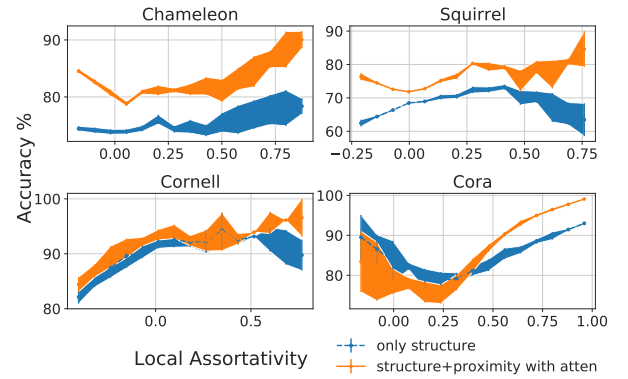 Chameleon
Squirrel
90
80
0.00 0.25 0.50 0.75
90
80
70
60
−0.25 0.00 0.25 0.50 0.75
Accuracy %
Cornell
Cora
100
90
80
0.0 0.5
100
90
80
0.00 0.25 0.50 0.75 1.00
Local Assortativity
only structure
structure+proximity with atten